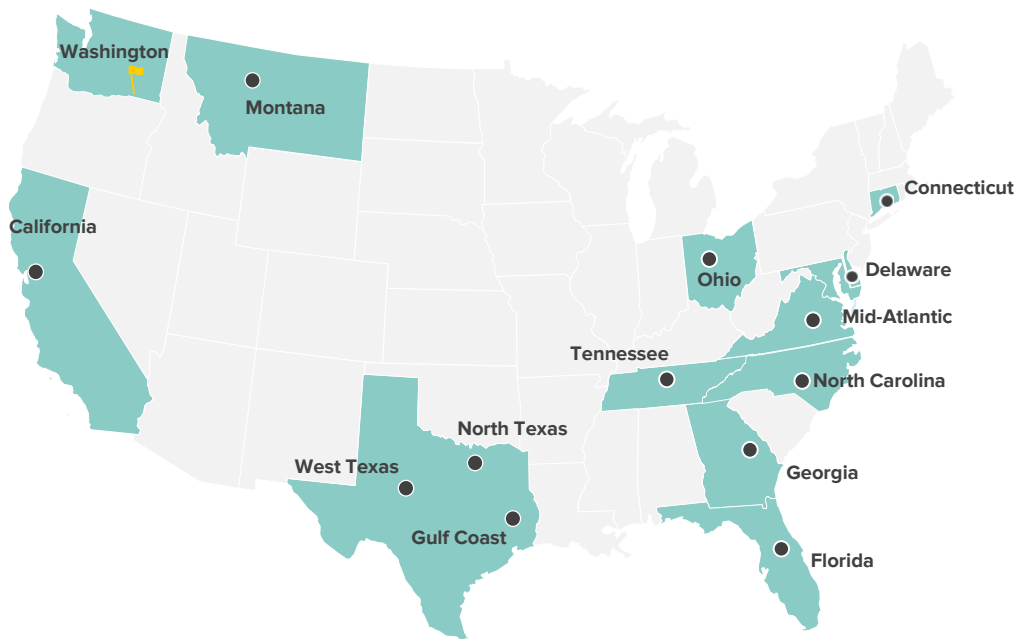 Washington
Montana
Connecticut
California
Delaware
Ohio
Mid-Atlantic
Tennessee
North Carolina
North Texas
West Texas
Georgia
Gulf Coast
Florida